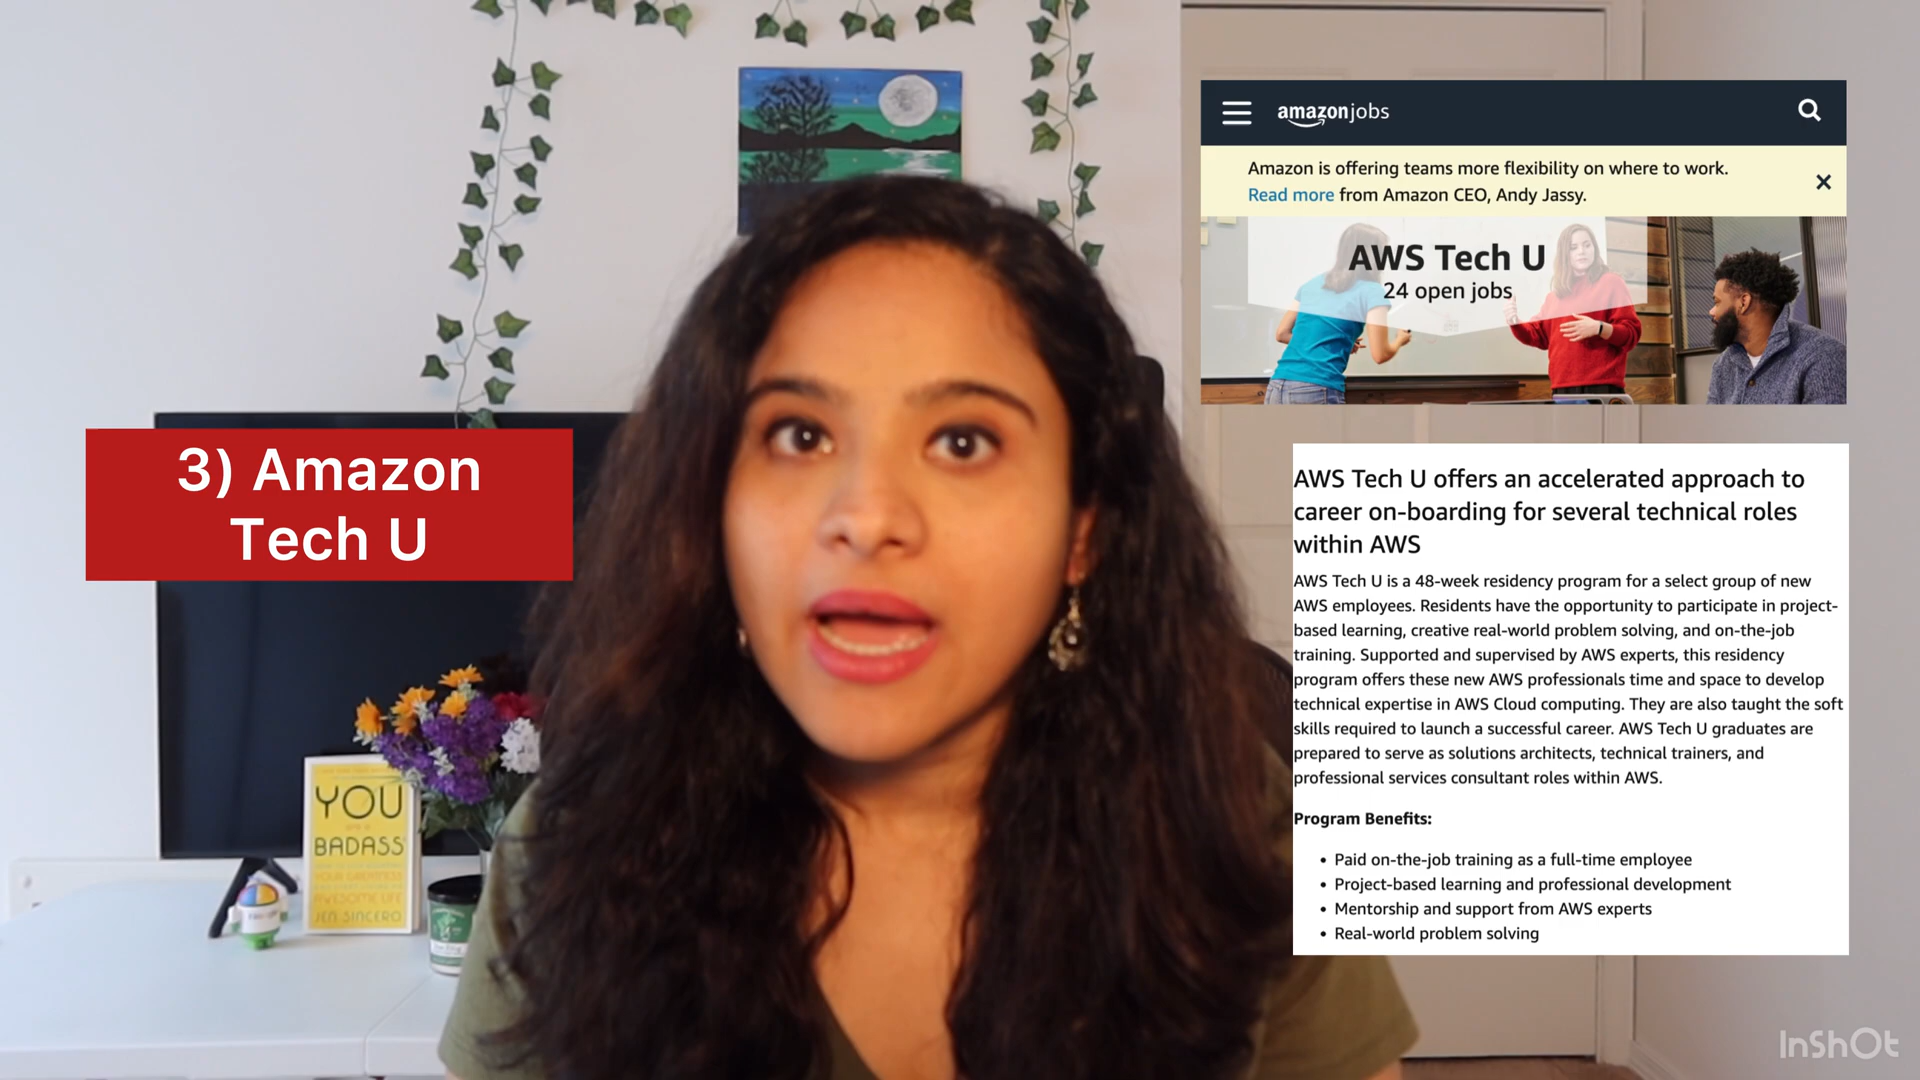 3) Amazon
Tech U
amazonjobs
Amazon is offering teams more flexibility on where to work.
Read more from Amazon CEO, Andy Jassy.
AWS Tech U
24 open jobs
AWS Tech U offers an accelerated approach to
career on-boarding for several technical roles
within AWS
AWS Tech U is a 48-week residency program for a select group of new
AWS employees. Residents have the opportunity to participate in project-
based learning, creative real-world problem solving, and on-the-job
training. Supported and supervised by AWS experts, this residency
program offers these new AWS professionals time and space to develop
technical expertise in AWS Cloud computing. They are also taught the soft
skills required to launch a successful career. AWS Tech U graduates are
prepared to serve as solutions architects, technical trainers, and
professional services consultant roles within AWS.
Program Benefits:
• Paid on-the-job training as a full-time employee
• Project-based learning and professional development
• Mentorship and support from AWS experts
• Real-world problem solving
YOU
ARE A
BADASS
YOUR GREATNESS
AWESOME LIFE
JEN SINCERO
InShOt